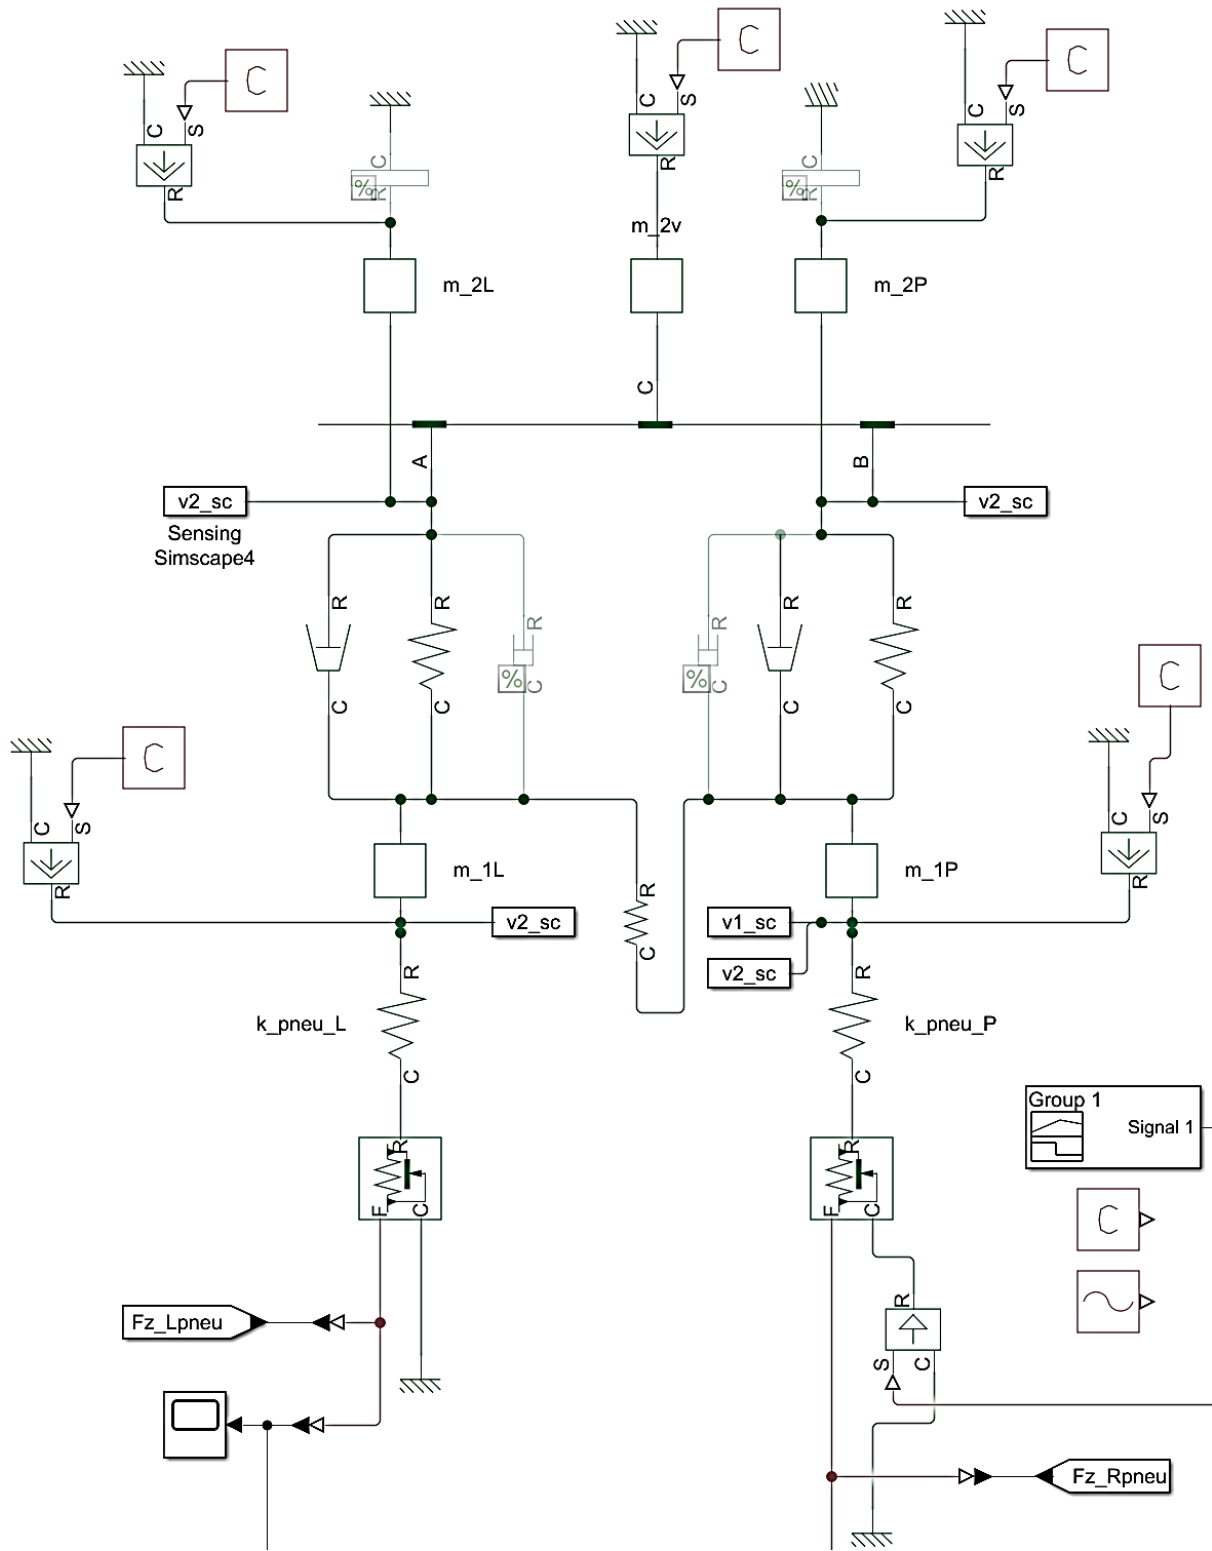 C
C
C
C
S
C
S
C
S
R
R
R
C
%
R
C
%
R
m_2v
m_2L
m_2P
C
A
B
v2_sc
v2_sc
Sensing
Simscape4
R
R
R
R
R
R
%
C
%
C
C
C
C
C
C
C
C
S
C
S
R
R
m_1L
m_1P
R
C
v2_sc
v1_sc
v2_sc
R
R
k_pneu_L
k_pneu_P
C
C
Group 1
Signal 1
R
F
C
R
F
C
C
R
S
C
Fz_Lpneu
Fz_Rpneu